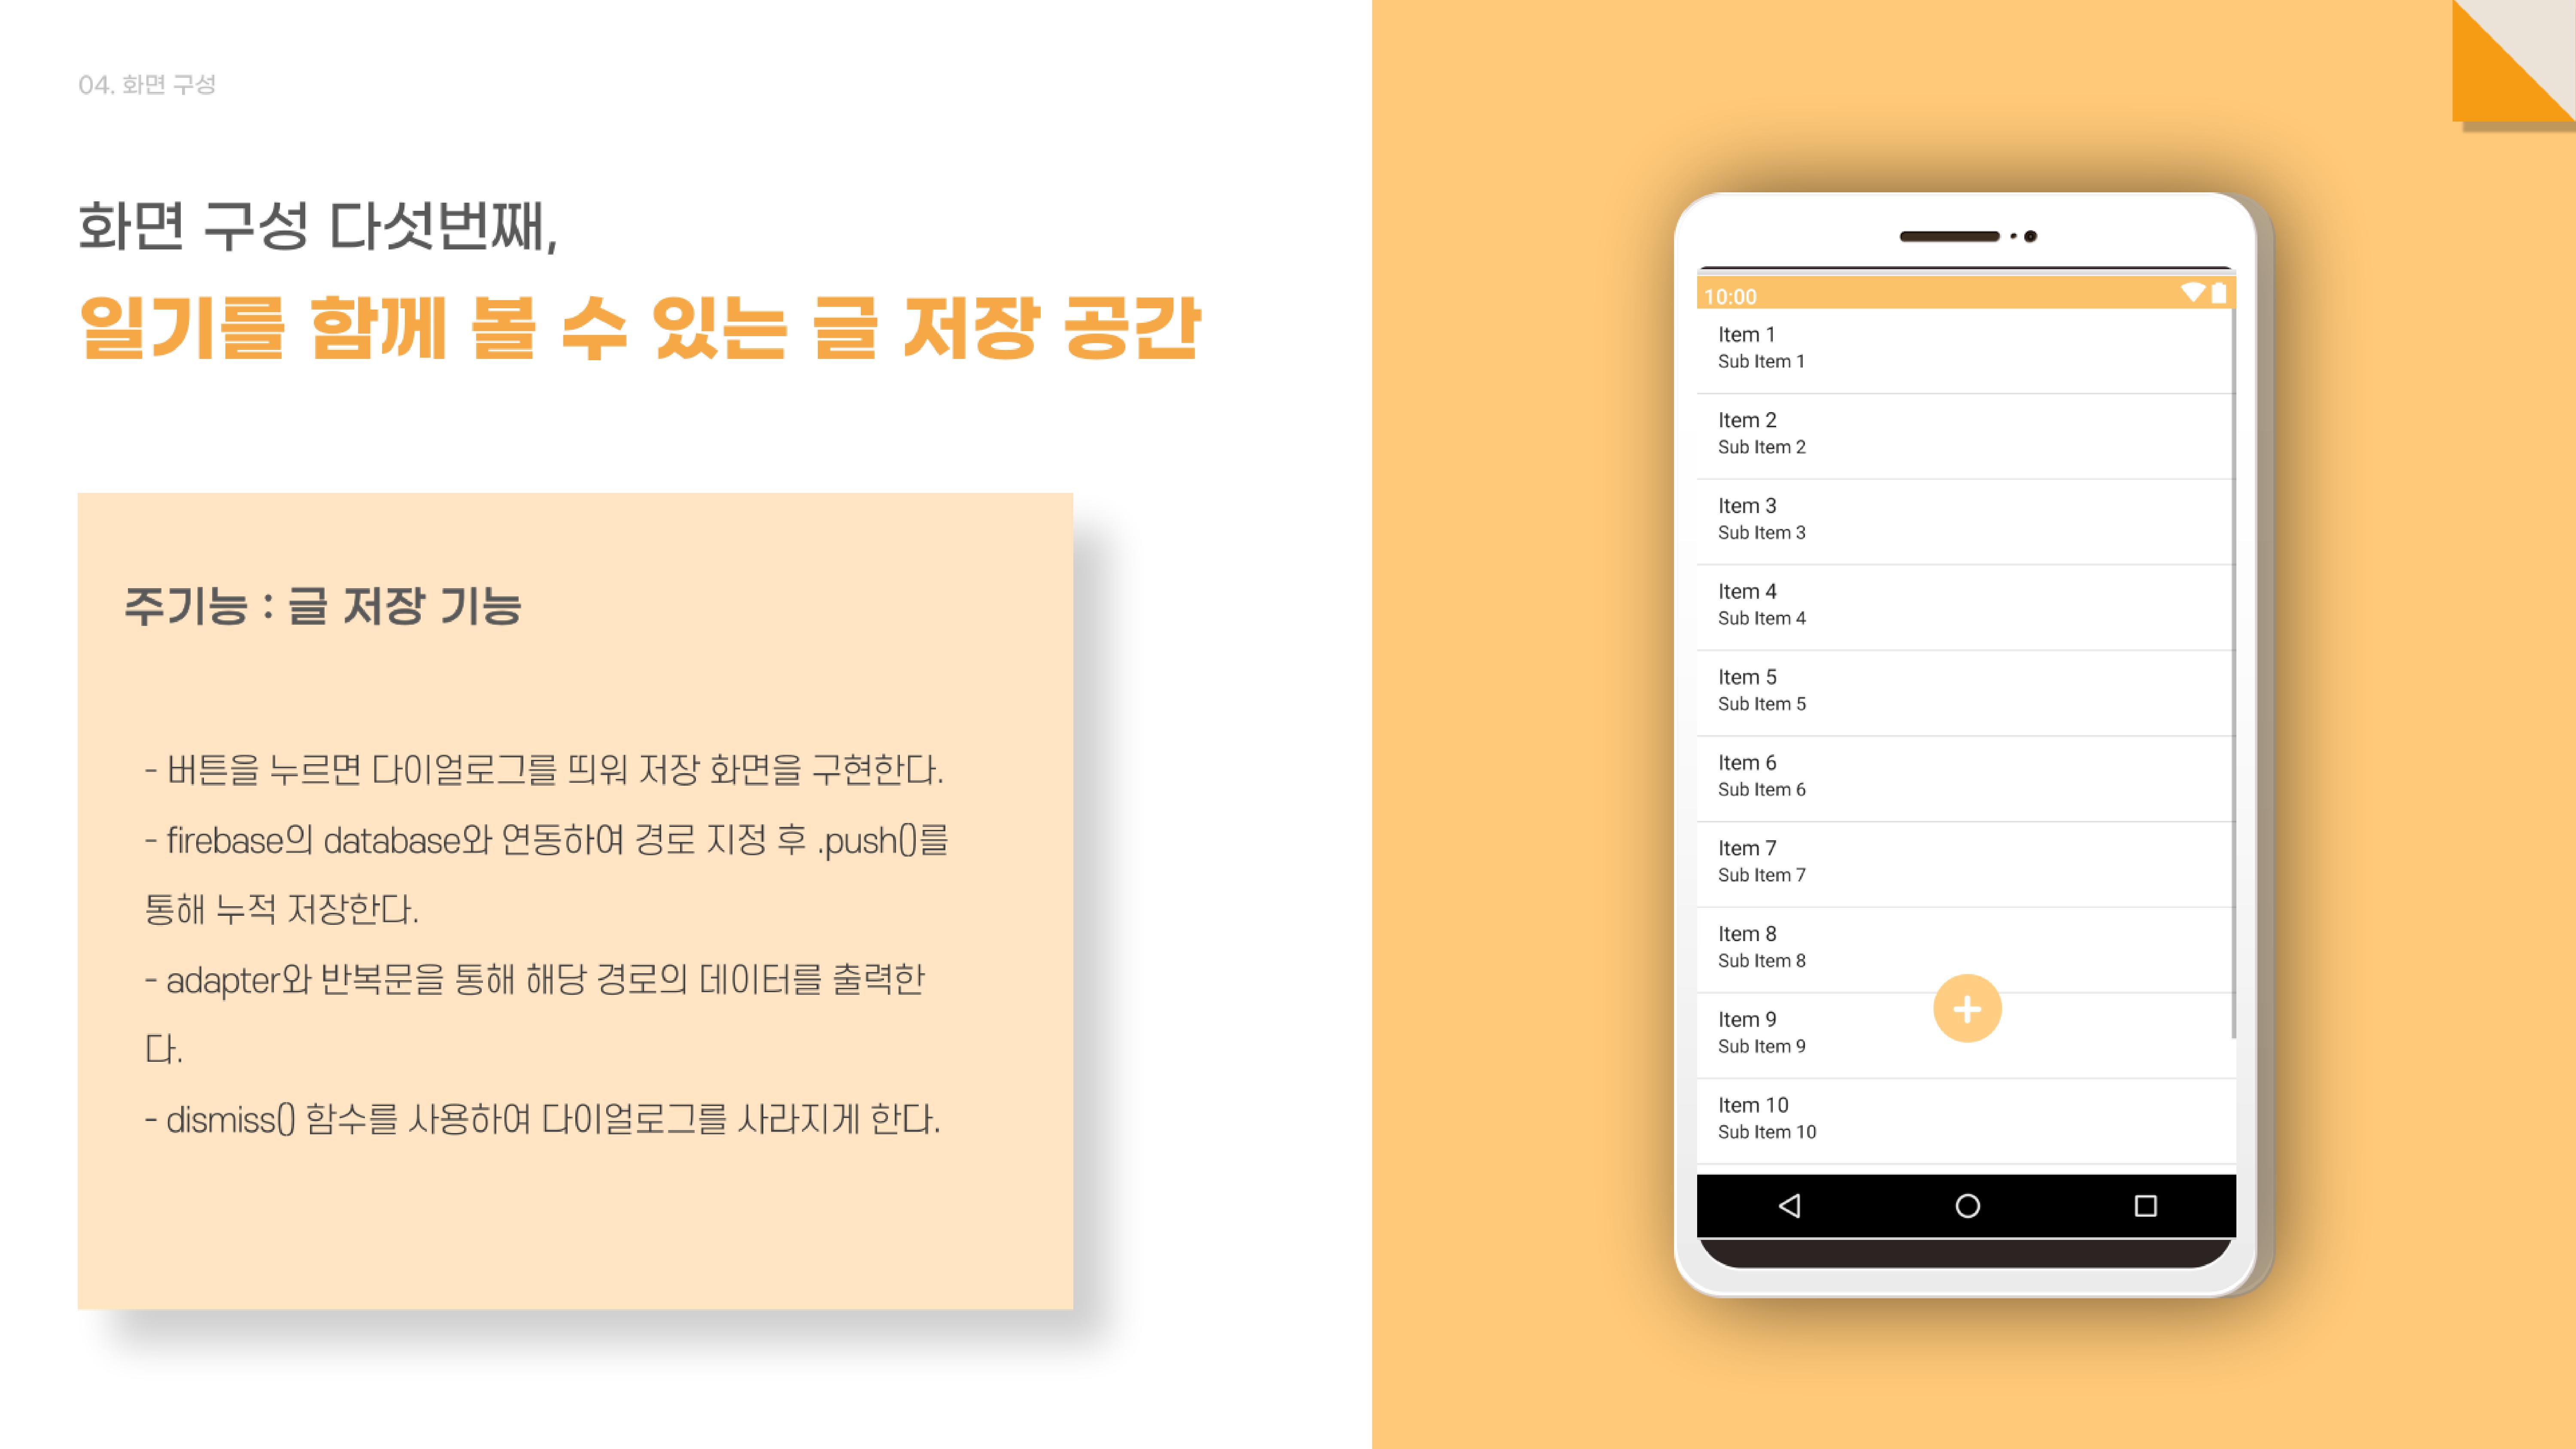 04. 화면 구성
화면 구성 다섯번째,
일기를 함께 볼 수 있는 글 저장 공간
주기능 : 글 저장 기능
- 버튼을 누르면 다이얼로그를 띄워 저장 화면을 구현한다.
- firebase의 database와 연동하여 경로 지정 후 .push()를
통해 누적 저장한다.
- adapter와 반복문을 통해 해당 경로의 데이터를 출력한
다.
- dismiss() 함수를 사용하여 다이얼로그를 사라지게 한다.
10:00
Item 1
Sub Item 1
Item 2
Sub Item 2
Item 3
Sub Item 3
Item 4
Sub Item 4
Item 5
Sub Item 5
Item 6
Sub Item 6
Item 7
Sub Item 7
Item 8
Sub Item 8
Item 9
Sub Item 9
Item 10
Sub Item 10